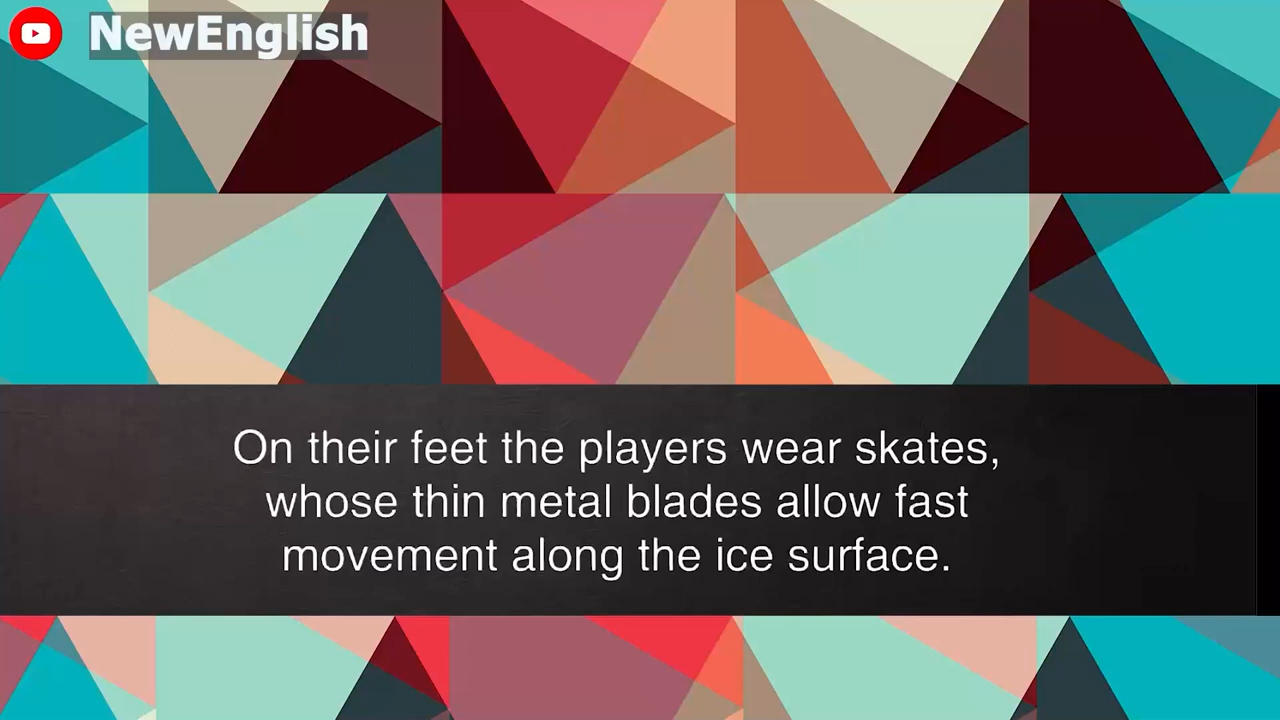 NewEnglish
On their feet the players wear skates,
whose thin metal blades allow fast
movement along the ice surface.